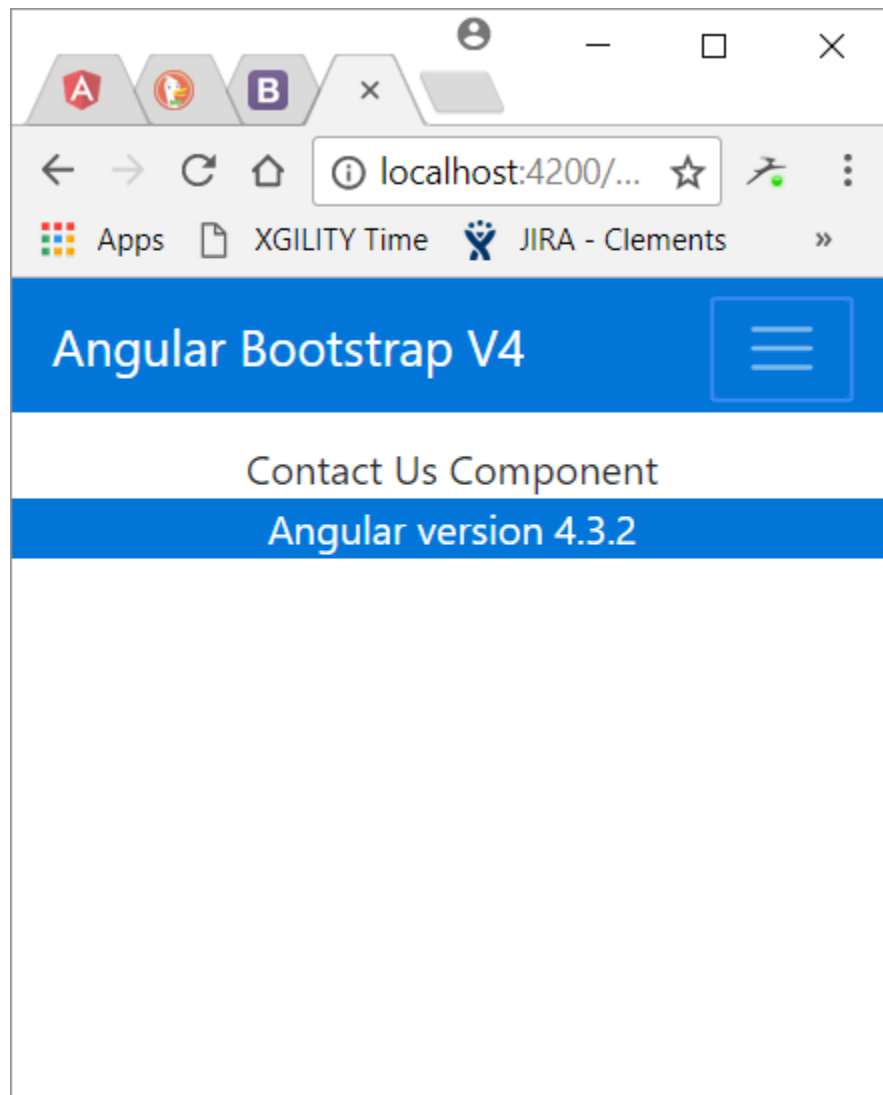 A B
localhost:4200/...
Apps XGILITY Time JIRA - Clements »
Angular Bootstrap V4
Contact Us Component
Angular version 4.3.2